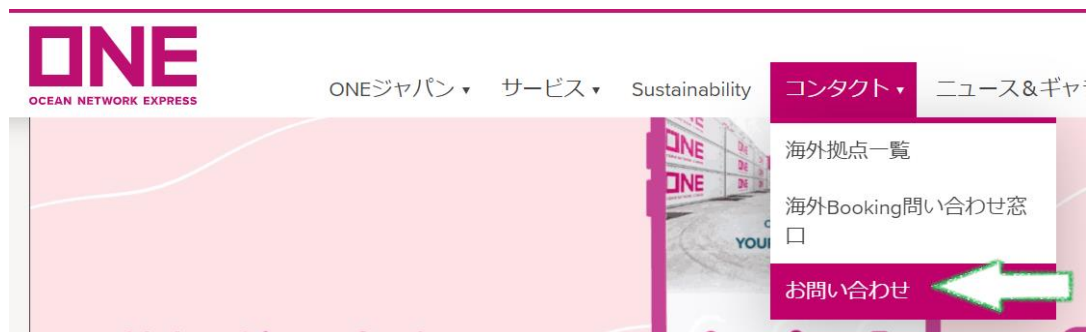 ONE
OCEAN NETWORK EXPRESS
ONEジャパン ▾ サービス ▾ Sustainability コンタクト ▾ ニュース&ギャ
海外拠点一覧
海外Booking問い合わせ窓
口
お問い合わせ
ONE
ONE
ONE
YOU